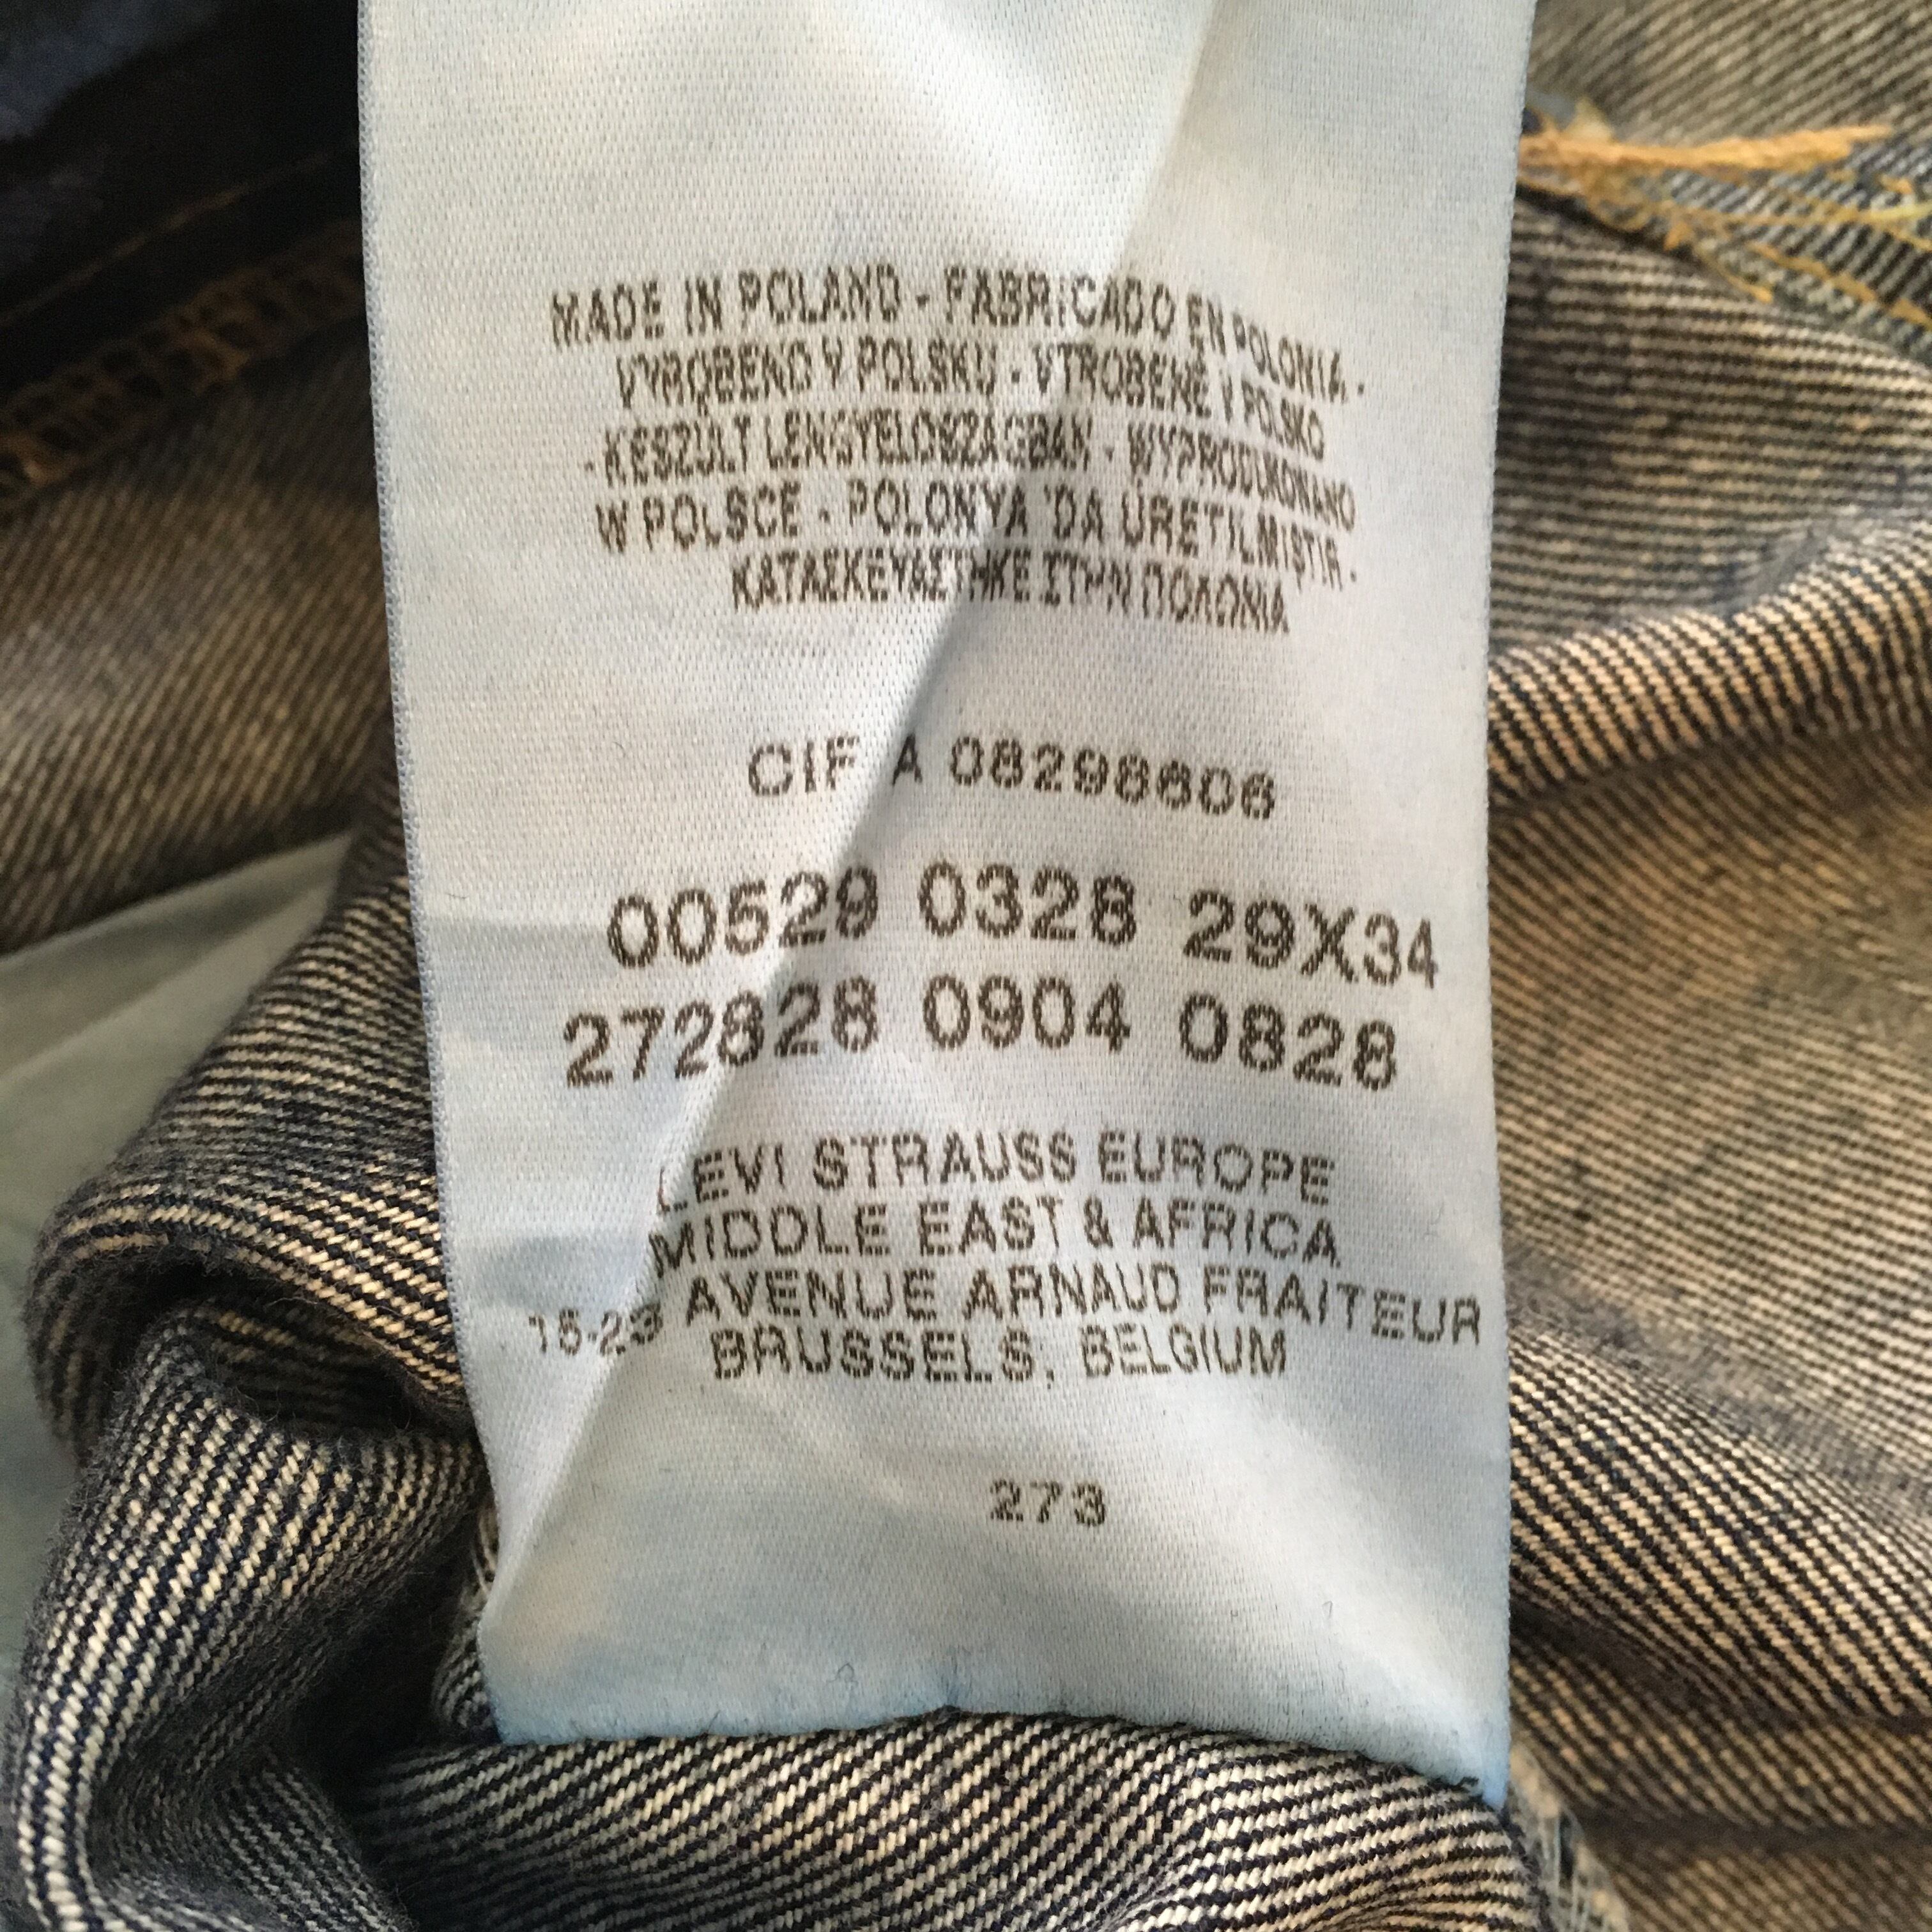 MADE IN POLAND - FABRICADO EN POLONIA -
VYROBENO V POLSKU - VYROBENÉ V POLSKO
- KESZULT LENGYELOSZAGBAN - WYPRODUKOWANO
W POLSCE - POLONYA 'DA ÜRETILMIŞTIR -
ΚΑΤΑΣΚΕΥΑΣΤΗΚΕ ΣΤΗΝ ΠΟΛΩΝΙΑ
CIF A 08298606
00529 0328 29X34
272828 0904 0828
LEVI STRAUSS EUROPE
MIDDLE EAST & AFRICA
15-23 AVENUE ARNAUD FRAITEUR
BRUSSELS, BELGIUM
273